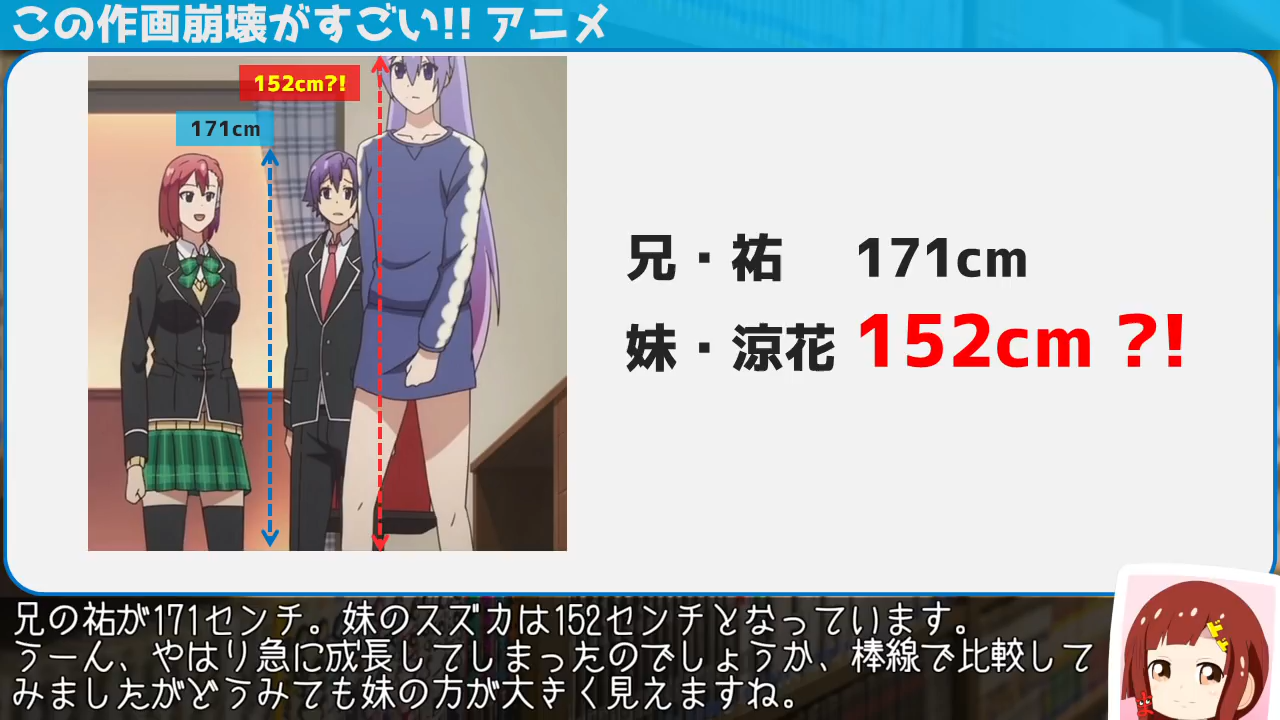 この作画崩壊がすごい!! アニメ
152cm?!
171cm
兄・祐 171cm
妹・涼花 152cm ?!
兄の祐が171センチ。妹のスズカは152センチとなっています。
うーん、やはり急に成長してしまったのでしょうか、棒線で比較して
みましたがどうみても妹の方が大きく見えますね。